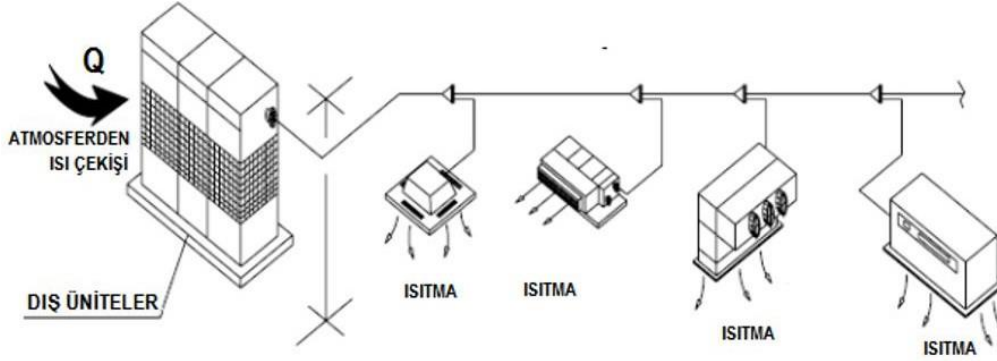 Q
ATMOSFERDEN
ISI ÇEKİŞİ
DIŞ ÜNİTELER
ISITMA
ISITMA
ISITMA
ISITMA